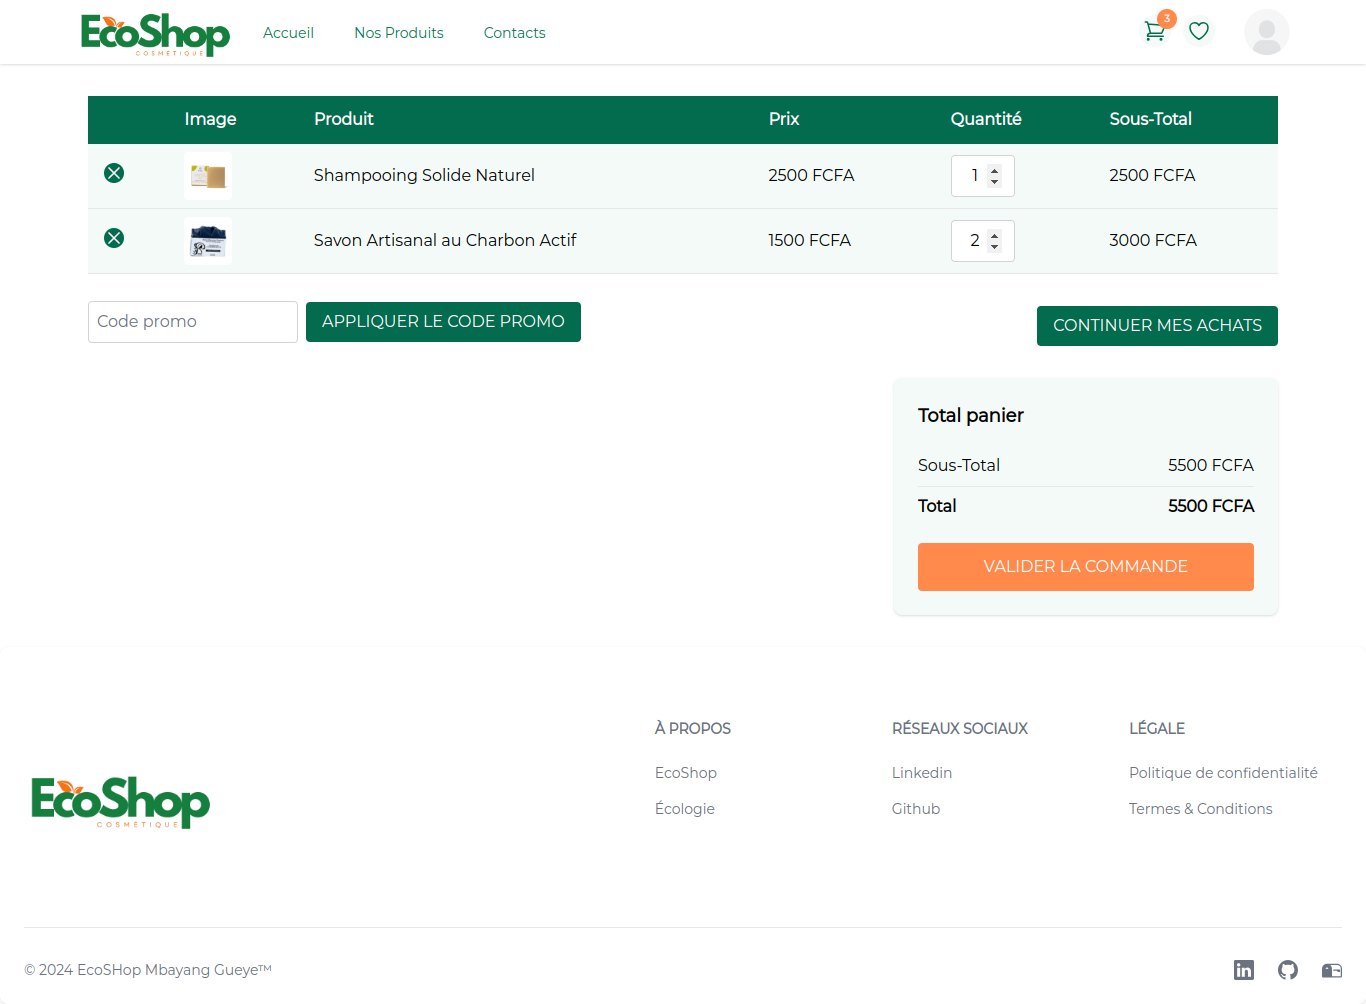 EcoShop
COSMÉTIQUE
Accueil
Nos Produits
Contacts
3
Image Produit Prix Quantité Sous-Total
Shampooing Solide Naturel 2500 FCFA 1 2500 FCFA
Savon Artisanal au Charbon Actif 1500 FCFA 2 3000 FCFA
Code promo
APPLIQUER LE CODE PROMO
CONTINUER MES ACHATS
Total panier
Sous-Total 5500 FCFA
Total 5500 FCFA
VALIDER LA COMMANDE
EcoShop
COSMÉTIQUE
À PROPOS
EcoShop
Écologie
RÉSEAUX SOCIAUX
Linkedin
Github
LÉGALE
Politique de confidentialité
Termes & Conditions
© 2024 EcoSHop Mbayang Gueye™